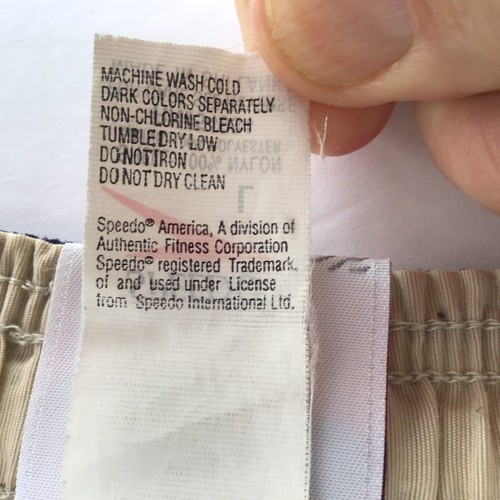 MACHINE WASH COLD
DARK COLORS SEPARATELY
NON-CHLORINE BLEACH
TUMBLE DRY LOW
DO NOT IRON
DO NOT DRY CLEAN
Speedo® America, A division of
Authentic Fitness Corporation
Speedo® registered Trademark,
of and used under License
from Speedo International Ltd.